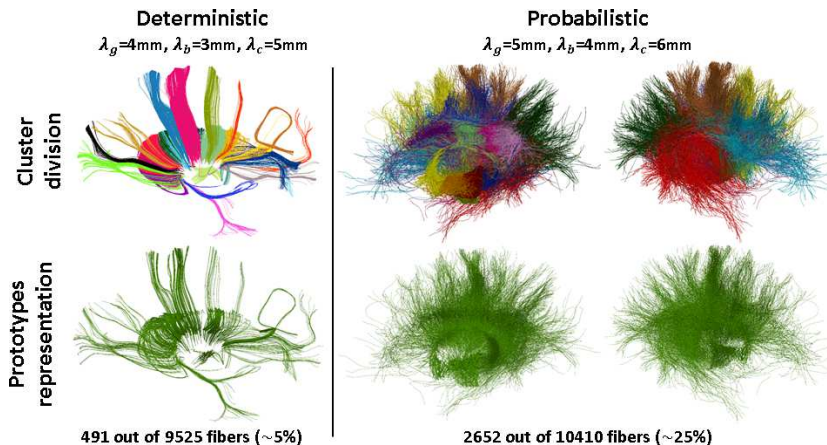 Deterministic
λg=4mm, λb=3mm, λc=5mm
Probabilistic
λg=5mm, λb=4mm, λc=6mm
Cluster
division
Prototypes
representation
491 out of 9525 fibers (~5%)
2652 out of 10410 fibers (~25%)